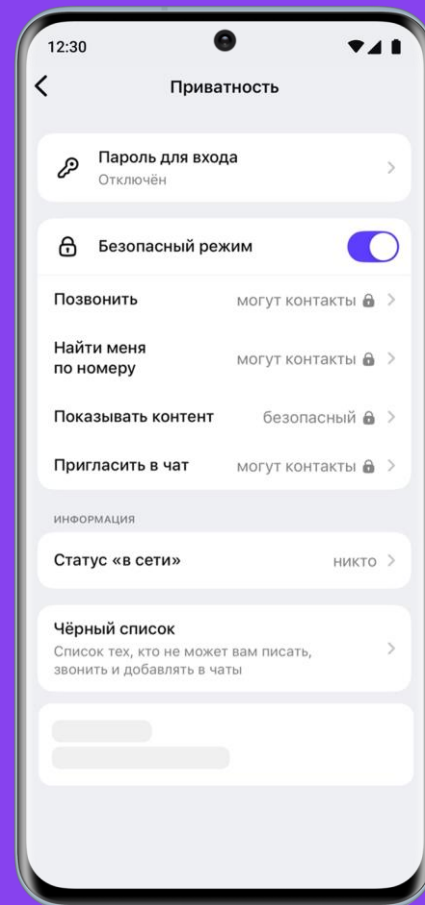 12:30
Приватность
Пароль для входа
Отключён
Безопасный режим
Позвонить могут контакты
Найти меня
по номеру могут контакты
Показывать контент безопасный
Пригласить в чат могут контакты
ИНФОРМАЦИЯ
Статус «в сети» никто
Чёрный список
Список тех, кто не может вам писать,
звонить и добавлять в чаты